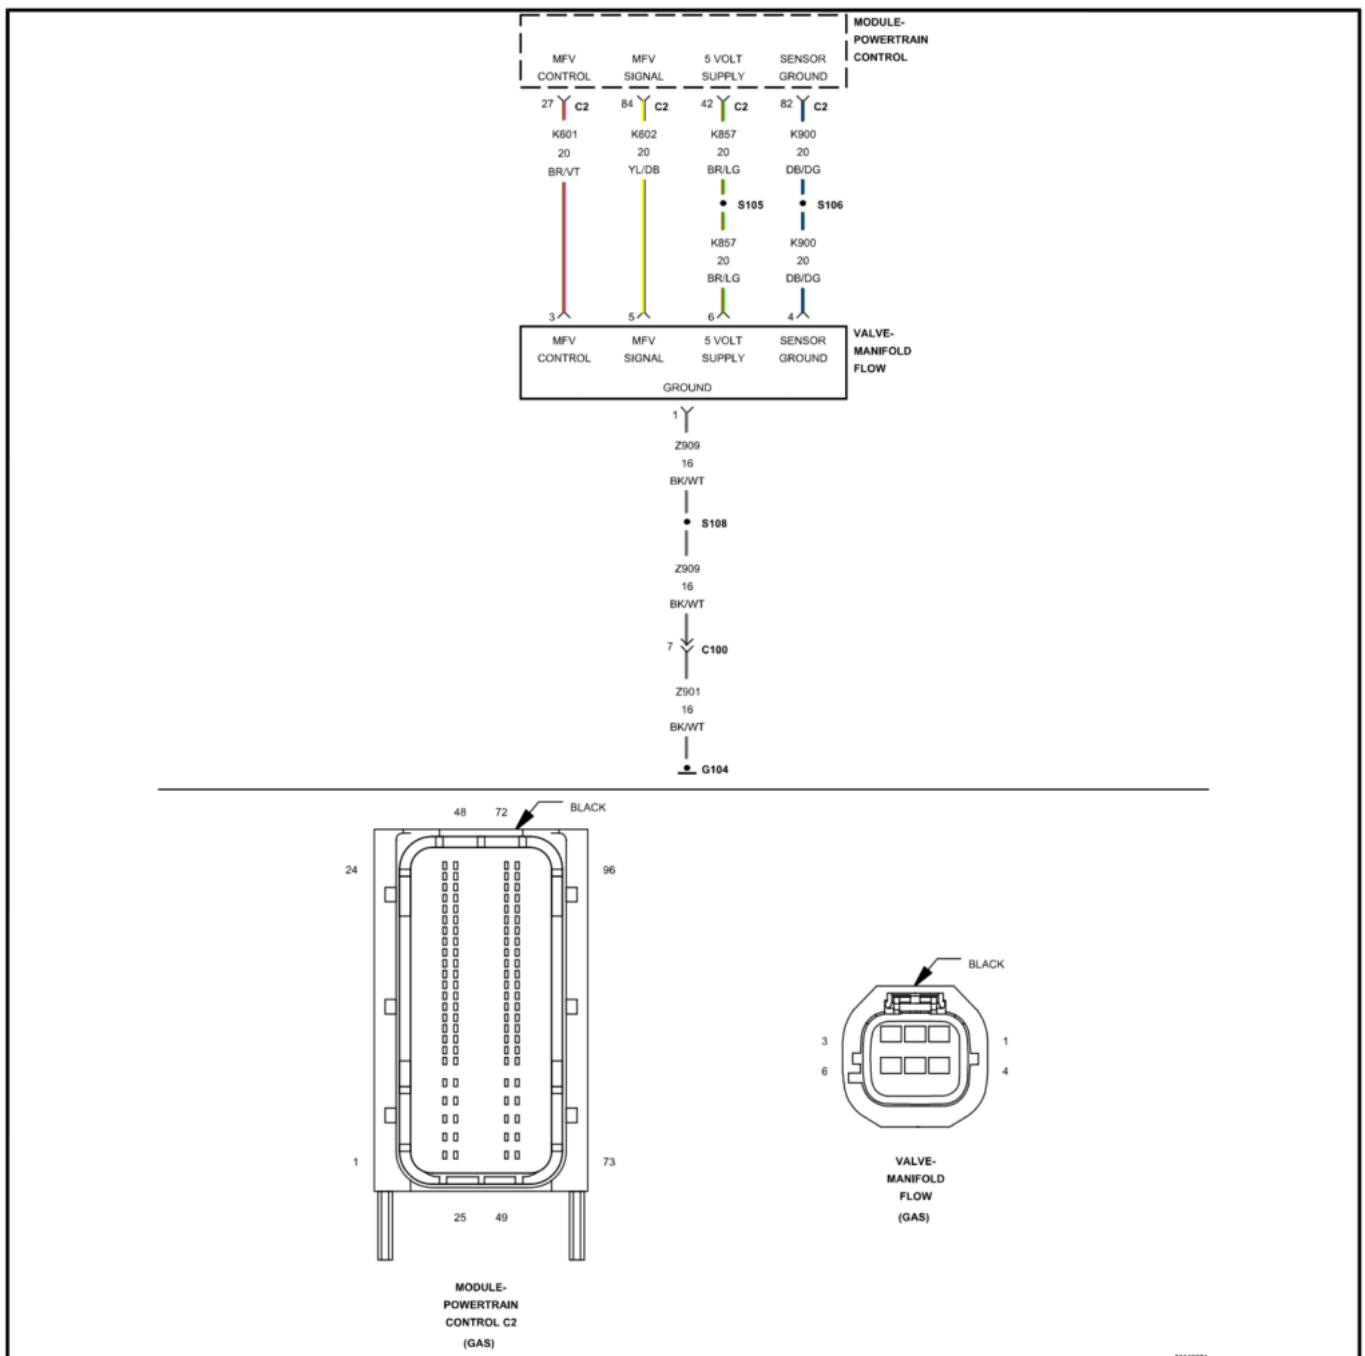 MODULE-
POWERTRAIN
CONTROL
MFV MFV 5 VOLT SENSOR
CONTROL SIGNAL SUPPLY GROUND
27 C2 84 C2 42 C2 82 C2
K601 K602 K857 K900
20 20 20 20
BR/VT YL/DB BR/LG DB/DG
S105 S106
K857 K900
20 20
BR/LG DB/DG
3 5 6 4
VALVE-
MANIFOLD
FLOW
MFV MFV 5 VOLT SENSOR
CONTROL SIGNAL SUPPLY GROUND
GROUND
1
Z909
16
BK/WT
S108
Z909
16
BK/WT
7 C100
Z901
16
BK/WT
G104
48 72 BLACK
24 96
1 73
25 49
MODULE-
POWERTRAIN
CONTROL C2
(GAS)
BLACK
3 1
6 4
VALVE-
MANIFOLD
FLOW
(GAS)